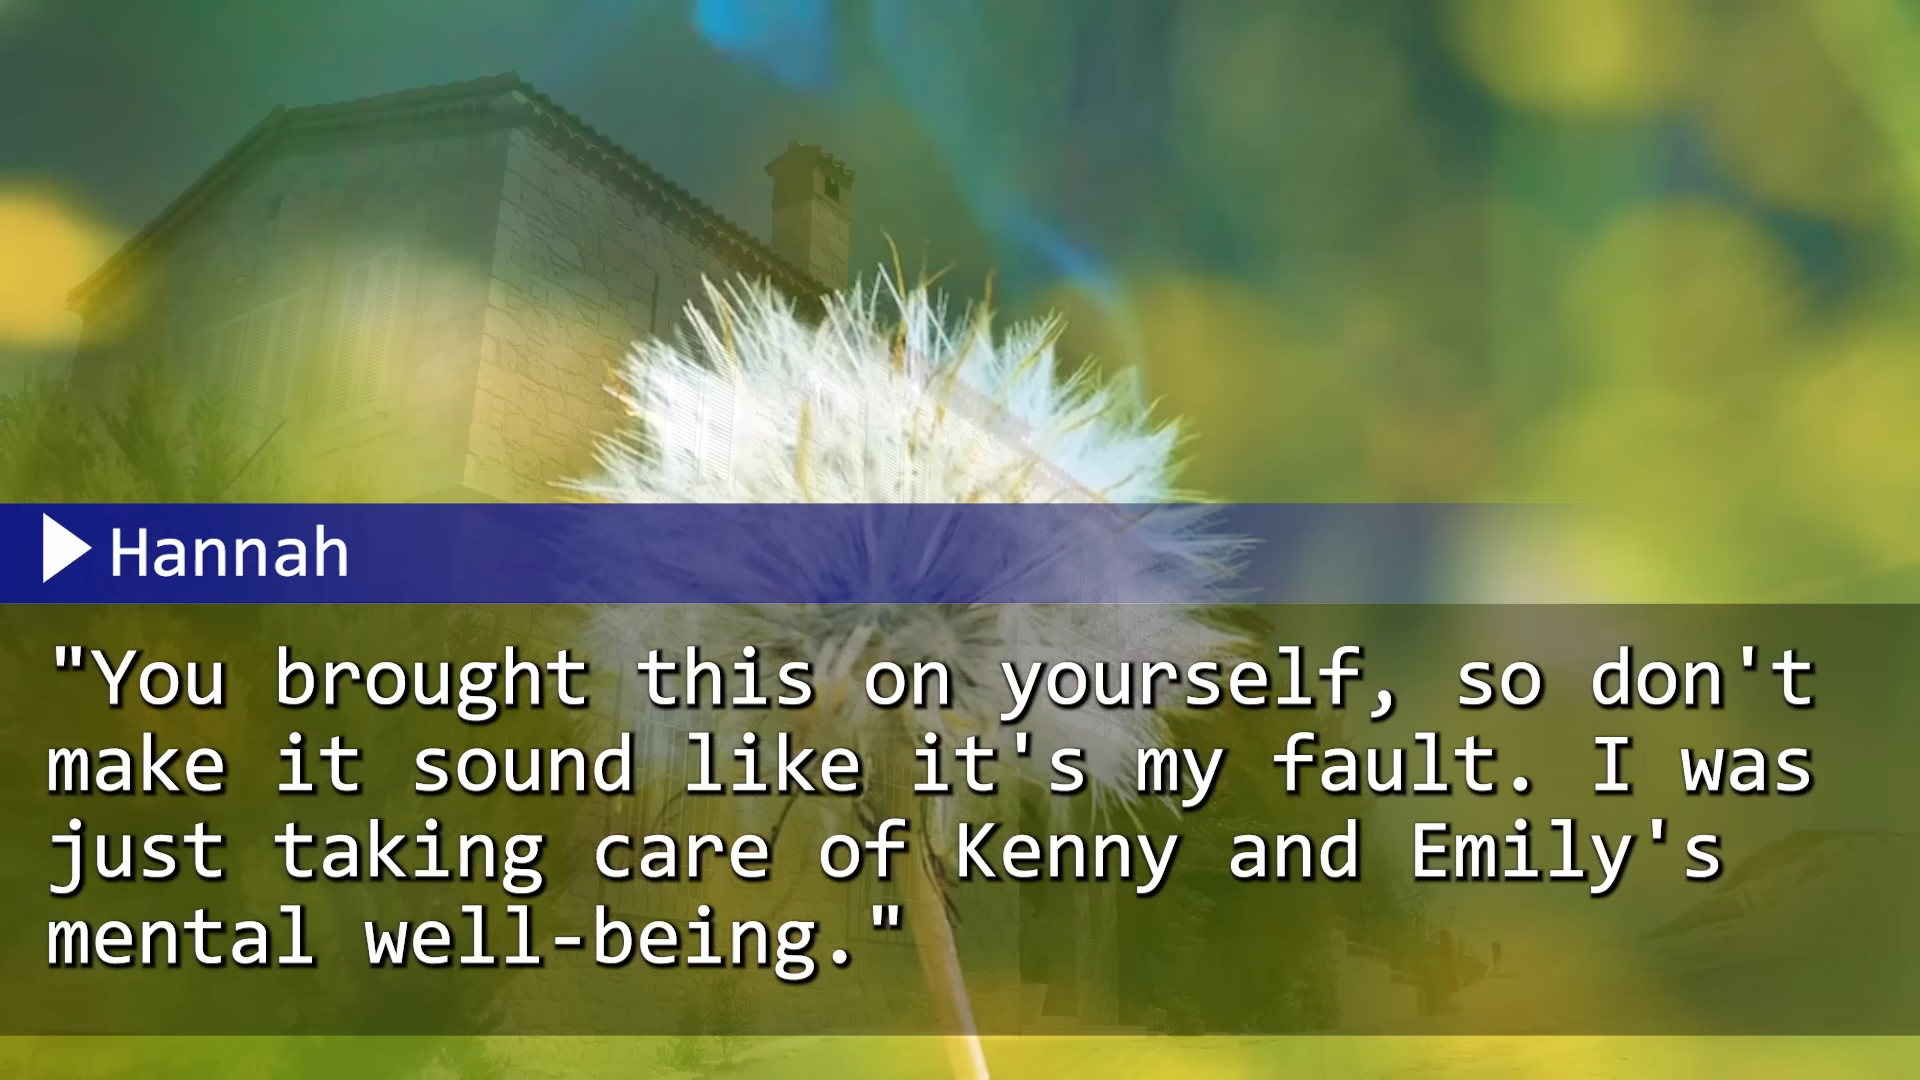 Hannah
"You brought this on yourself, so don't
make it sound like it's my fault. I was
just taking care of Kenny and Emily's
mental well-being."